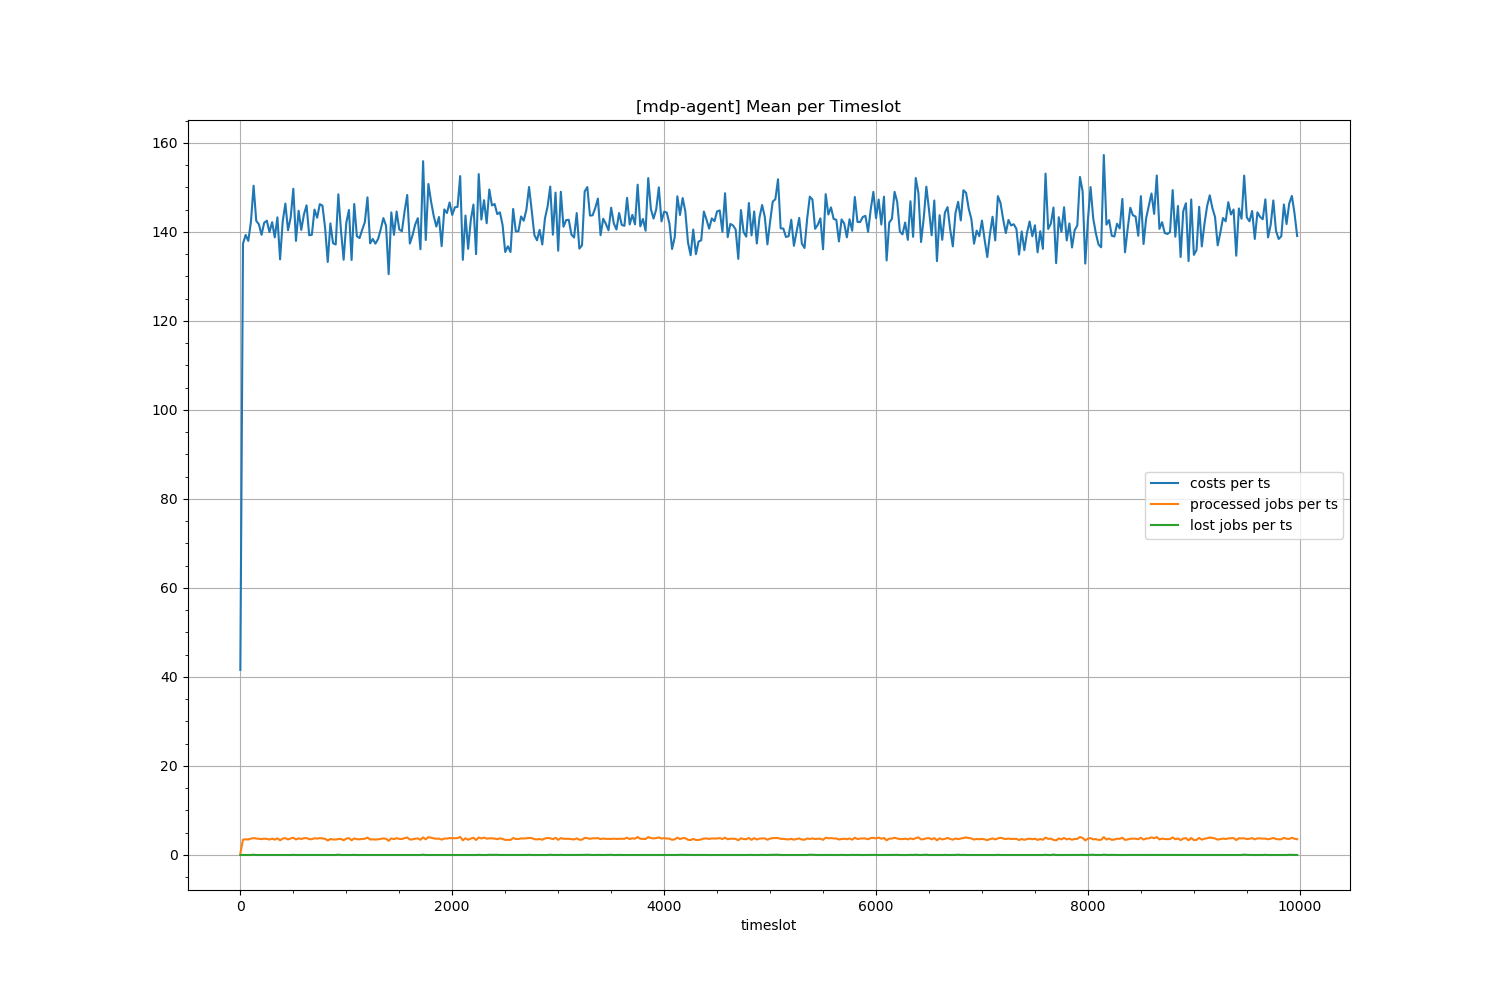 [mdp-agent] Mean per Timeslot
160
140
120
100
80
60
40
20
0
costs per ts
processed jobs per ts
lost jobs per ts
0 2000 4000 6000 8000 10000
timeslot